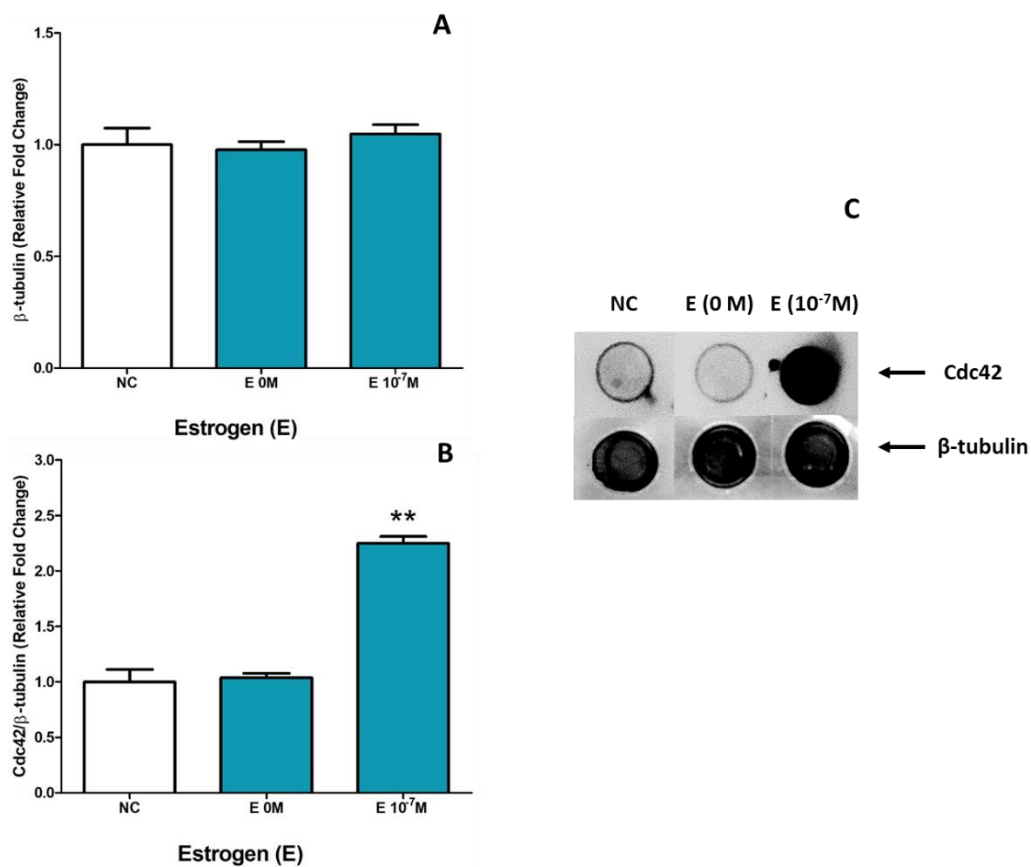 A
β-tubulin (Relative Fold Change)
1.5
1.0
0.5
0.0
NC
E 0M
E 10⁻⁷M
Estrogen (E)
B
Cdc42/β-tubulin (Relative Fold Change)
3.0
2.5
2.0
1.5
1.0
0.5
0.0
**
NC
E 0M
E 10⁻⁷M
Estrogen (E)
C
NC E (0 M) E (10⁻⁷M)
Cdc42
β-tubulin